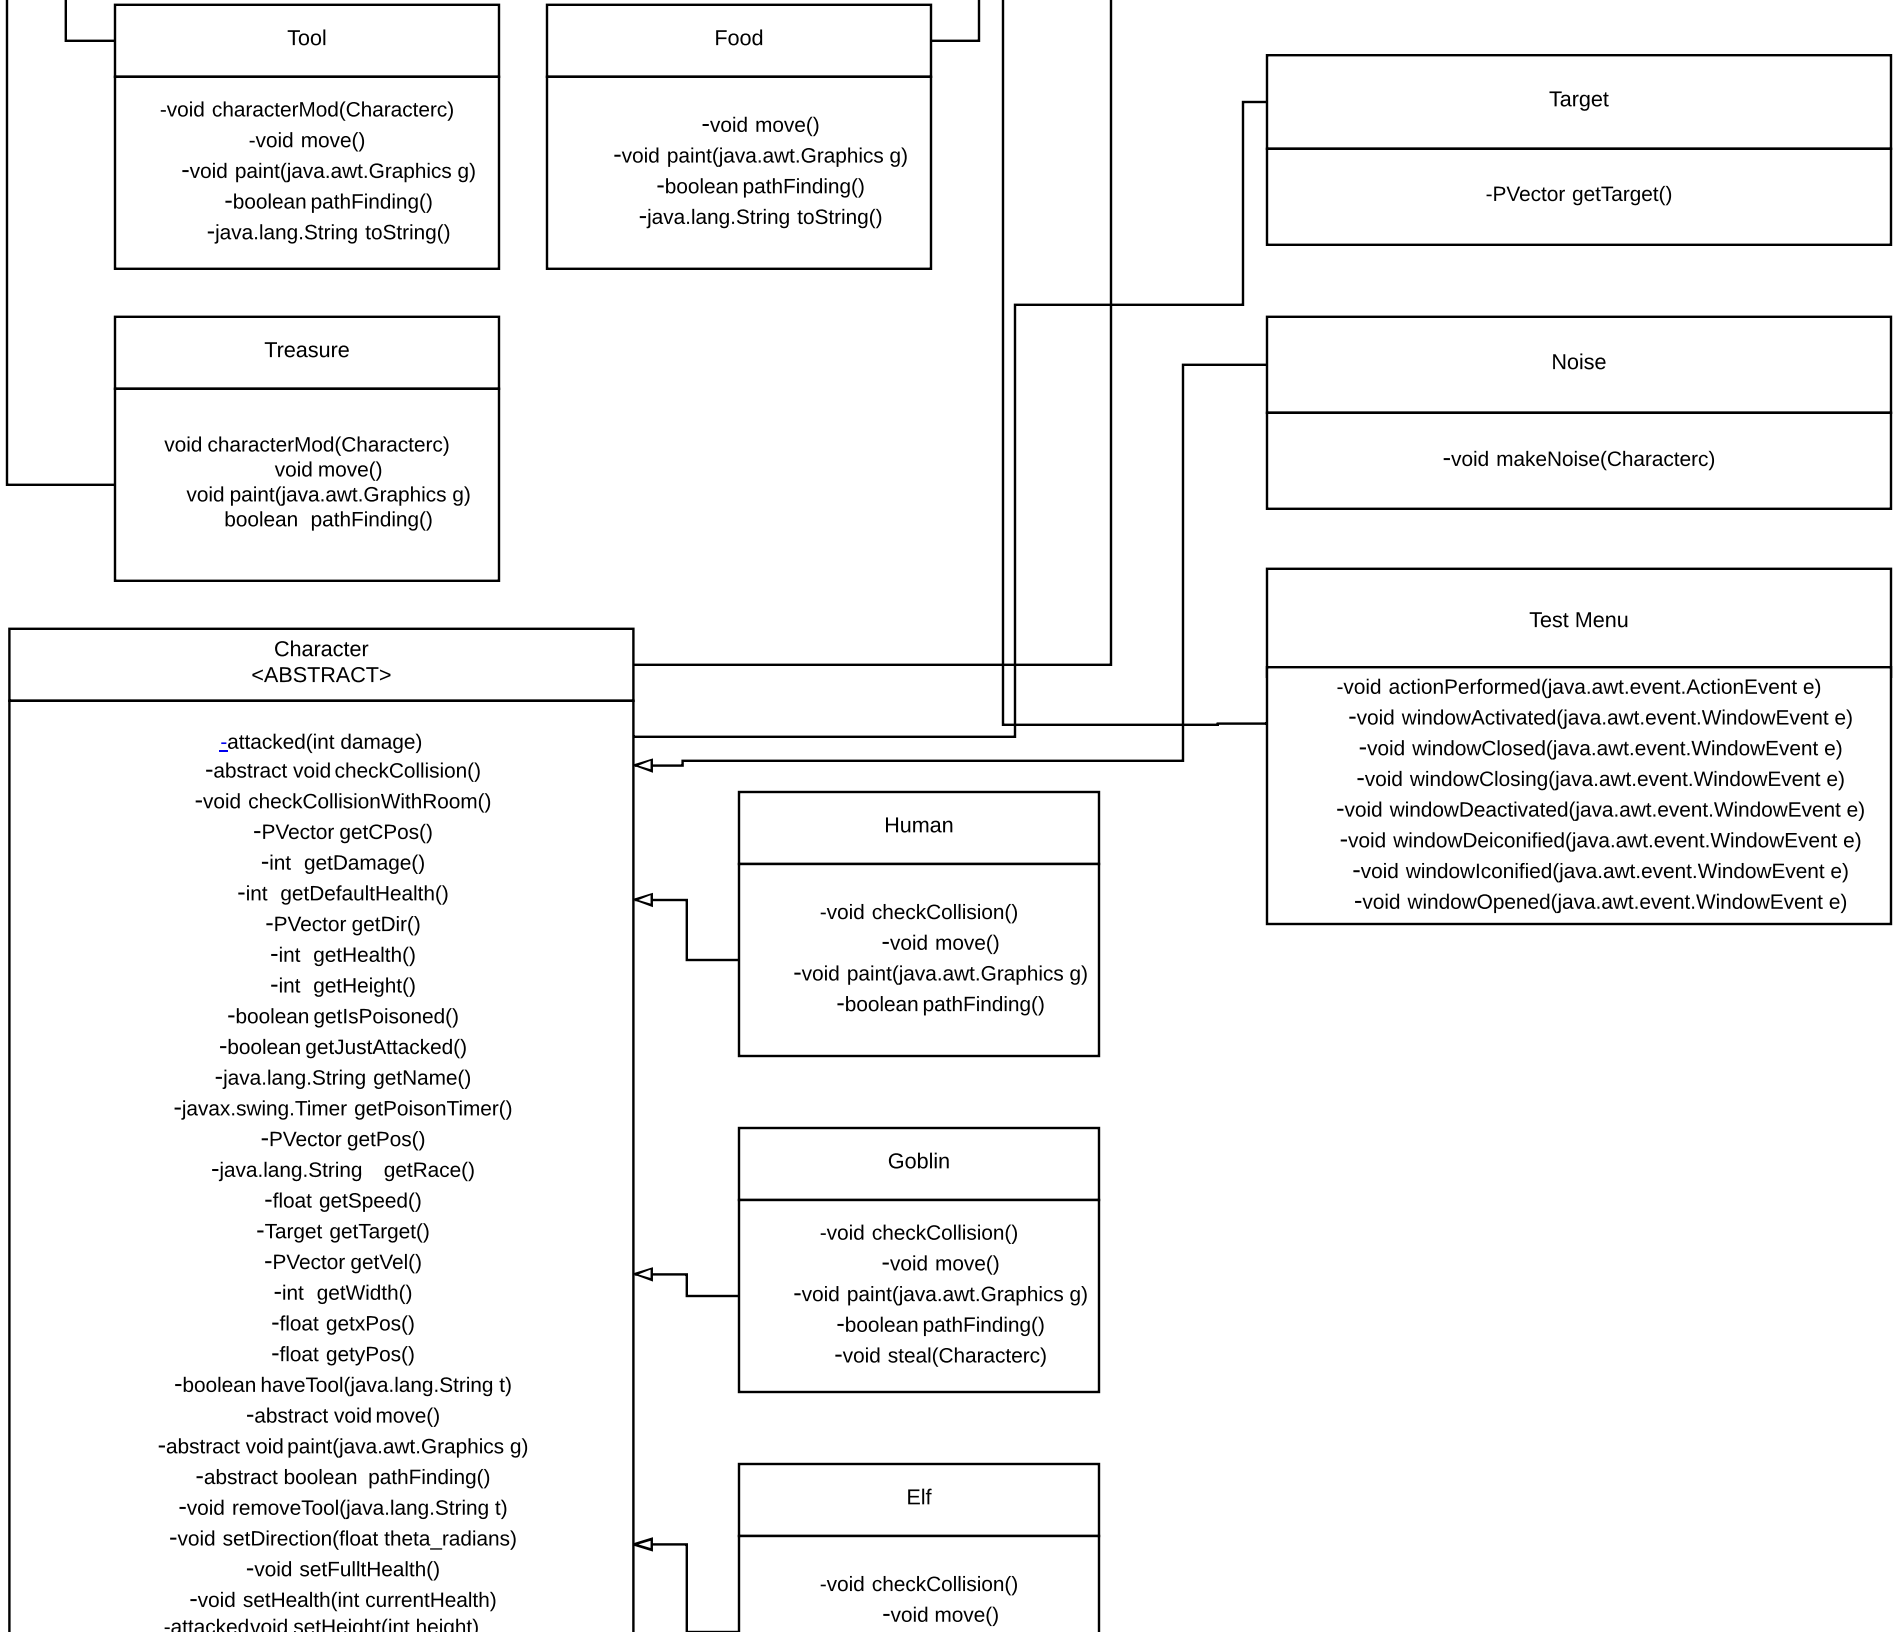 Tool
-void characterMod(Characterc)
-void move()
-void paint(java.awt.Graphics g)
-boolean pathFinding()
-java.lang.String toString()
Food
-void move()
-void paint(java.awt.Graphics g)
-boolean pathFinding()
-java.lang.String toString()
Target
-PVector getTarget()
Treasure
void characterMod(Characterc)
void move()
void paint(java.awt.Graphics g)
boolean pathFinding()
Noise
-void makeNoise(Characterc)
Test Menu
-void actionPerformed(java.awt.event.ActionEvent e)
-void windowActivated(java.awt.event.WindowEvent e)
-void windowClosed(java.awt.event.WindowEvent e)
-void windowClosing(java.awt.event.WindowEvent e)
-void windowDeactivated(java.awt.event.WindowEvent e)
-void windowDeiconified(java.awt.event.WindowEvent e)
-void windowIconified(java.awt.event.WindowEvent e)
-void windowOpened(java.awt.event.WindowEvent e)
Character
<ABSTRACT>
-attacked(int damage)
-abstract void checkCollision()
-void checkCollisionWithRoom()
-PVector getCPos()
-int getDamage()
-int getDefaultHealth()
-PVector getDir()
-int getHealth()
-int getHeight()
-boolean getIsPoisoned()
-boolean getJustAttacked()
-java.lang.String getName()
-javax.swing.Timer getPoisonTimer()
-PVector getPos()
-java.lang.String getRace()
-float getSpeed()
-Target getTarget()
-PVector getVel()
-int getWidth()
-float getxPos()
-float getyPos()
-boolean haveTool(java.lang.String t)
-abstract void move()
-abstract void paint(java.awt.Graphics g)
-abstract boolean pathFinding()
-void removeTool(java.lang.String t)
-void setDirection(float theta_radians)
-void setFulltHealth()
-void setHealth(int currentHealth)
-attackedvoid setHeight(int height)
Human
-void checkCollision()
-void move()
-void paint(java.awt.Graphics g)
-boolean pathFinding()
Goblin
-void checkCollision()
-void move()
-void paint(java.awt.Graphics g)
-boolean pathFinding()
-void steal(Characterc)
Elf
-void checkCollision()
-void move()